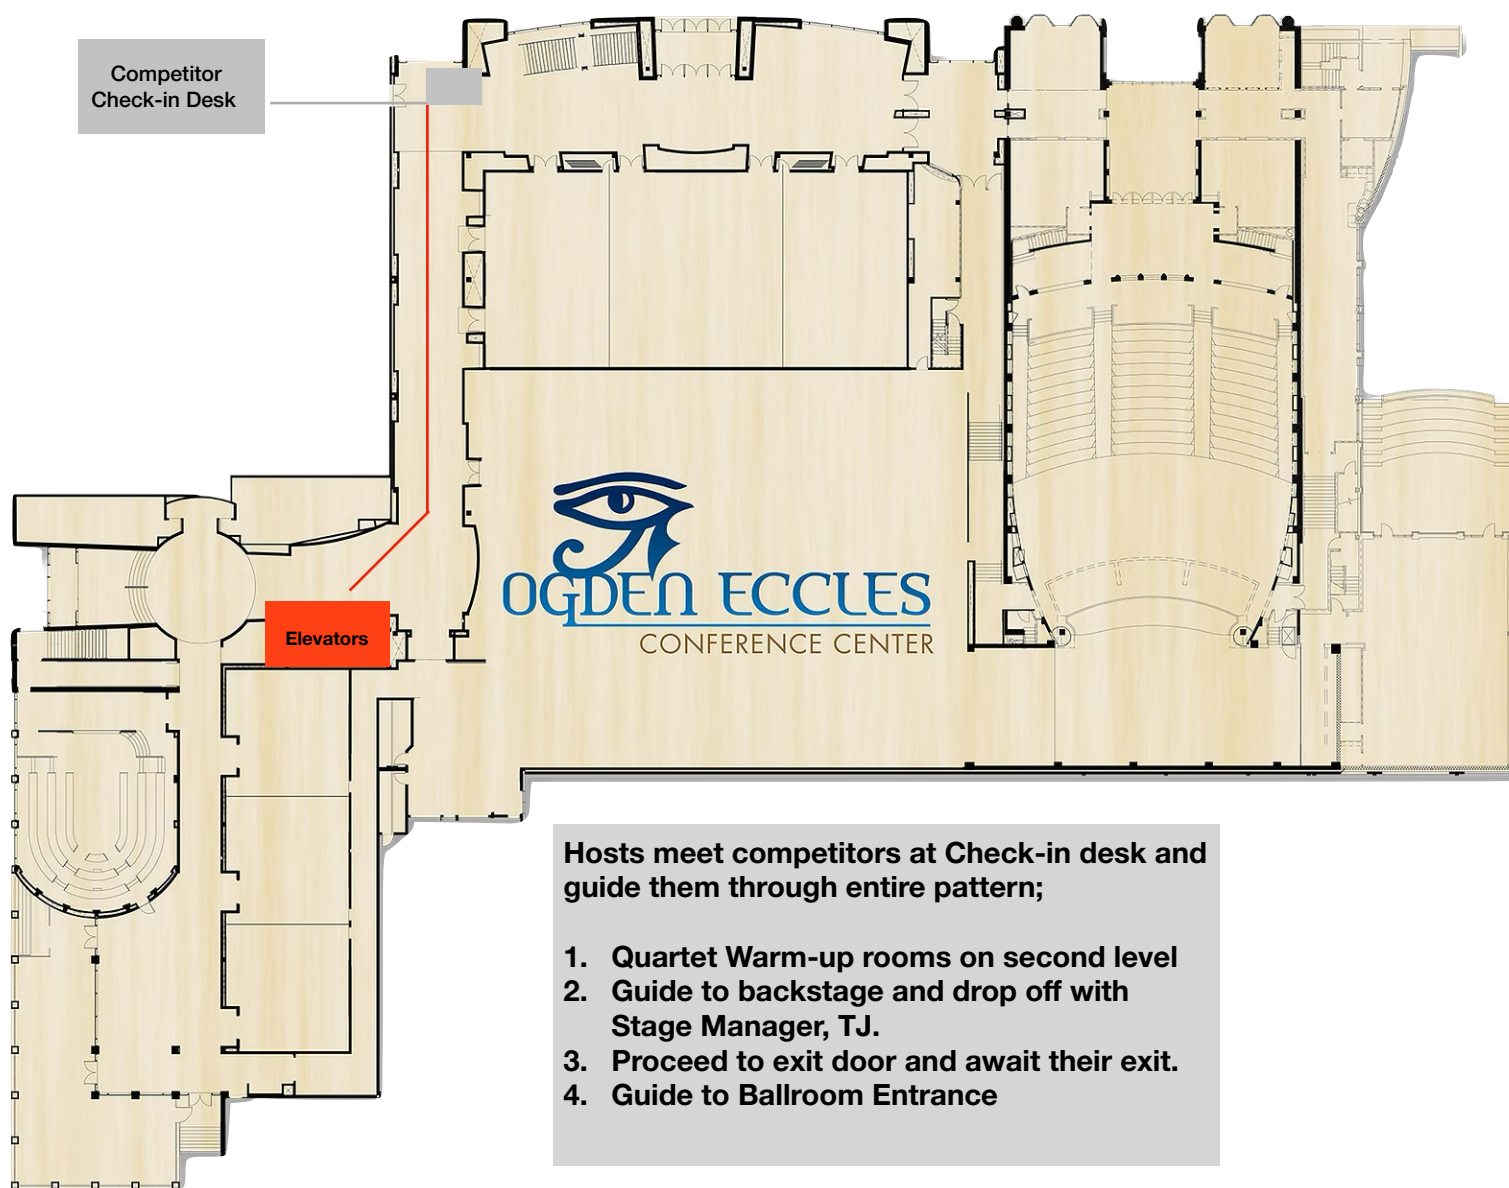 Competitor
Check-in Desk
OGDEN ECCLES
CONFERENCE CENTER
Elevators
Hosts meet competitors at Check-in desk and
guide them through entire pattern;
1. Quartet Warm-up rooms on second level
2. Guide to backstage and drop off with
Stage Manager, TJ.
3. Proceed to exit door and await their exit.
4. Guide to Ballroom Entrance